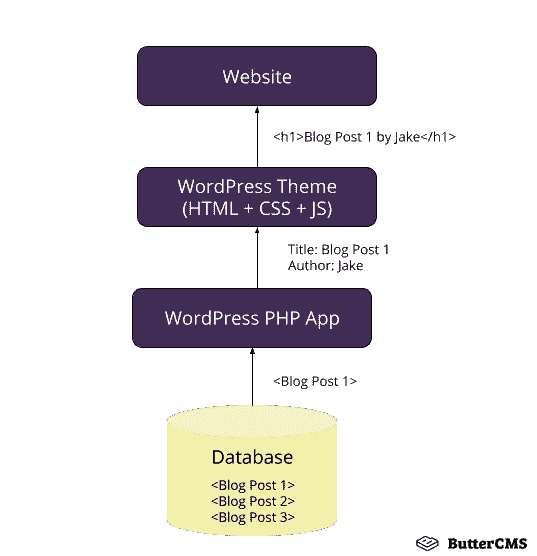 Website
<h1>Blog Post 1 by Jake</h1>
WordPress Theme
(HTML + CSS + JS)
Title: Blog Post 1
Author: Jake
WordPress PHP App
<Blog Post 1>
Database
<Blog Post 1>
<Blog Post 2>
<Blog Post 3>
ButterCMS